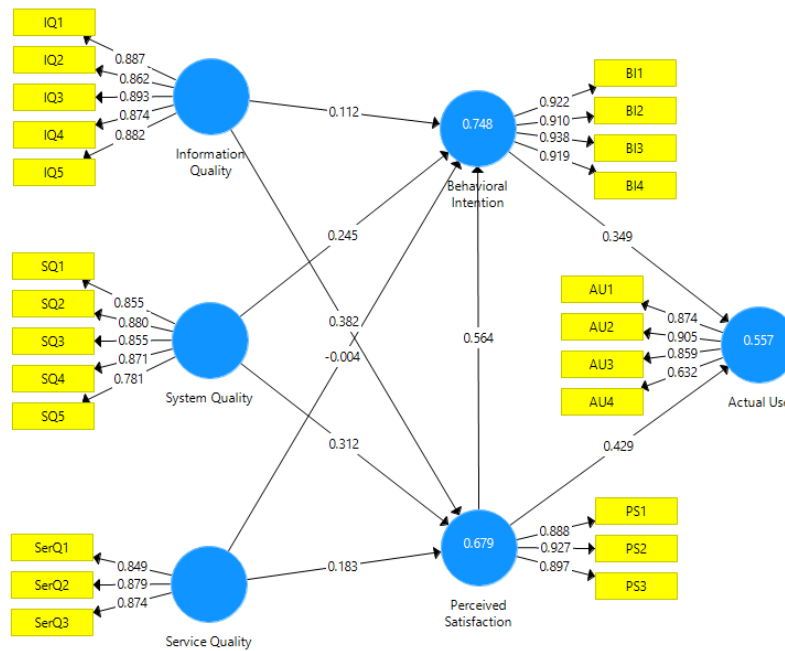 IQ1
IQ2
IQ3
IQ4
IQ5
0.887
0.862
0.893
0.874
0.882
Information
Quality
0.112
0.748
Behavioral
Intention
0.922
0.910
0.938
0.919
BI1
BI2
BI3
BI4
SQ1
SQ2
SQ3
SQ4
SQ5
0.855
0.880
0.855
0.871
0.781
System Quality
0.245
0.382
-0.004
0.564
0.312
0.349
AU1
AU2
AU3
AU4
0.874
0.905
0.859
0.632
0.557
Actual Use
0.429
SerQ1
SerQ2
SerQ3
0.849
0.879
0.874
Service Quality
0.183
0.679
Perceived
Satisfaction
0.888
0.927
0.897
PS1
PS2
PS3